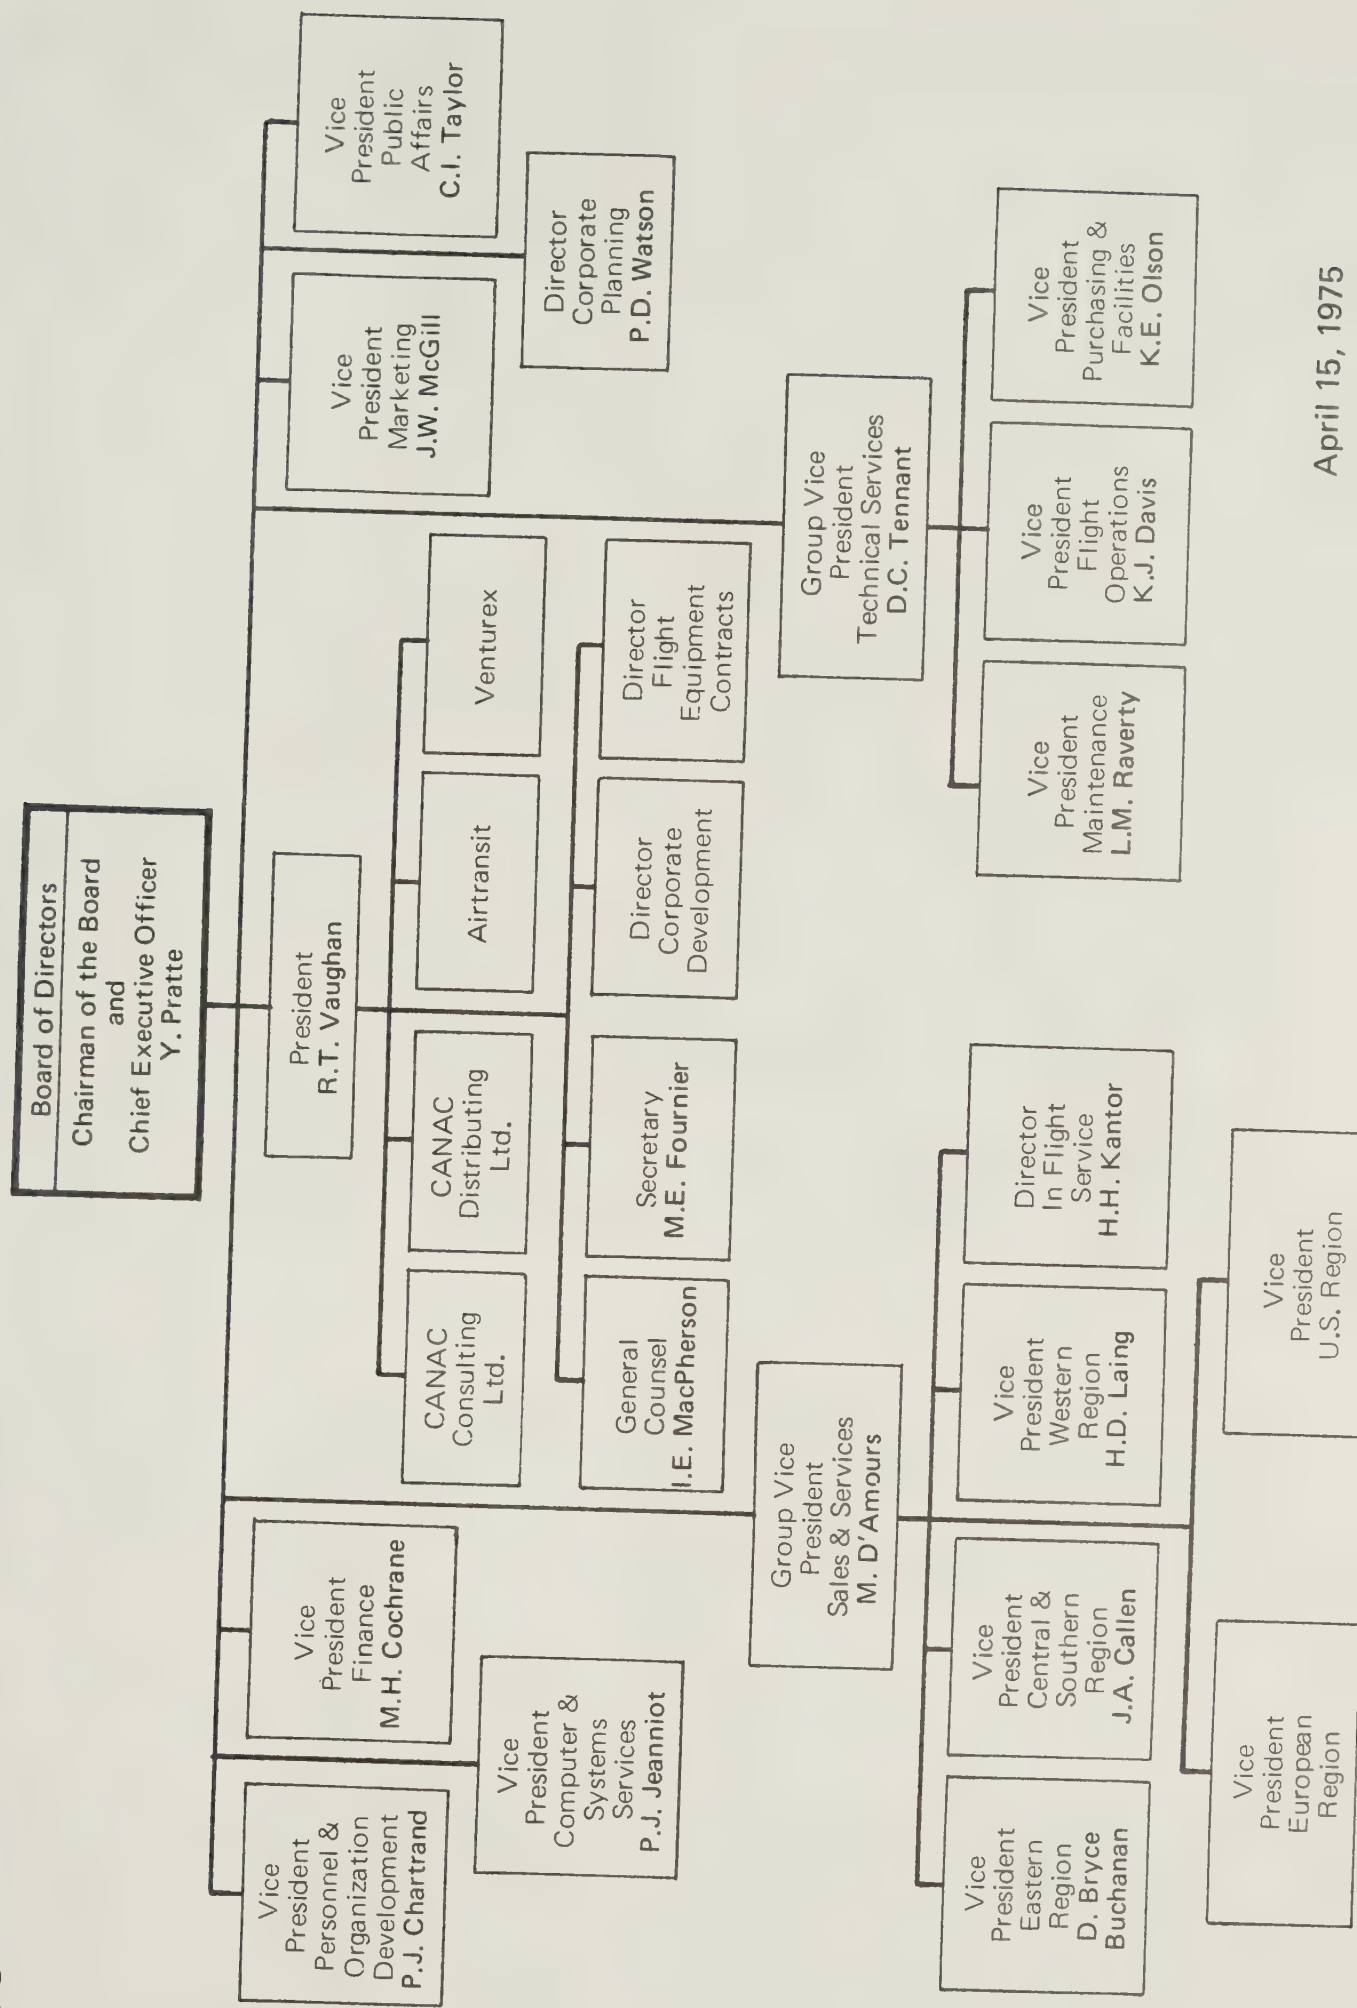 Board of Directors
Chairman of the Board
and
Chief Executive Officer
Y. Pratte
President
R.T. Vaughan
Vice
President
Personnel &
Organization
Development
P.J. Chartrand
Vice
President
Finance
M.H. Cochrane
Vice
President
Marketing
J.W. McGill
Vice
President
Public
Affairs
C.I. Taylor
Vice
President
Computer &
Systems
Services
P.J. Jeanniot
Director
Corporate
Planning
P.D. Watson
CANAC
Consulting
Ltd.
CANAC
Distributing
Ltd.
Airtransit
Venturex
General
Counsel
I.E. MacPherson
Secretary
M.E. Fournier
Director
Corporate
Development
Director
Flight
Equipment
Contracts
Group Vice
President
Sales & Services
M. D'Amours
Group Vice
President
Technical Services
D.C. Tennant
Vice
President
Eastern
Region
D. Bryce
Buchanan
Vice
President
Central &
Southern
Region
J.A. Callen
Vice
President
Western
Region
H.D. Laing
Director
In Flight
Service
H.H. Kantor
Vice
President
Maintenance
L.M. Raverty
Vice
President
Flight
Operations
K.J. Davis
Vice
President
Purchasing &
Facilities
K.E. Olson
Vice
President
European
Region
Vice
President
U.S. Region
April 15, 1975